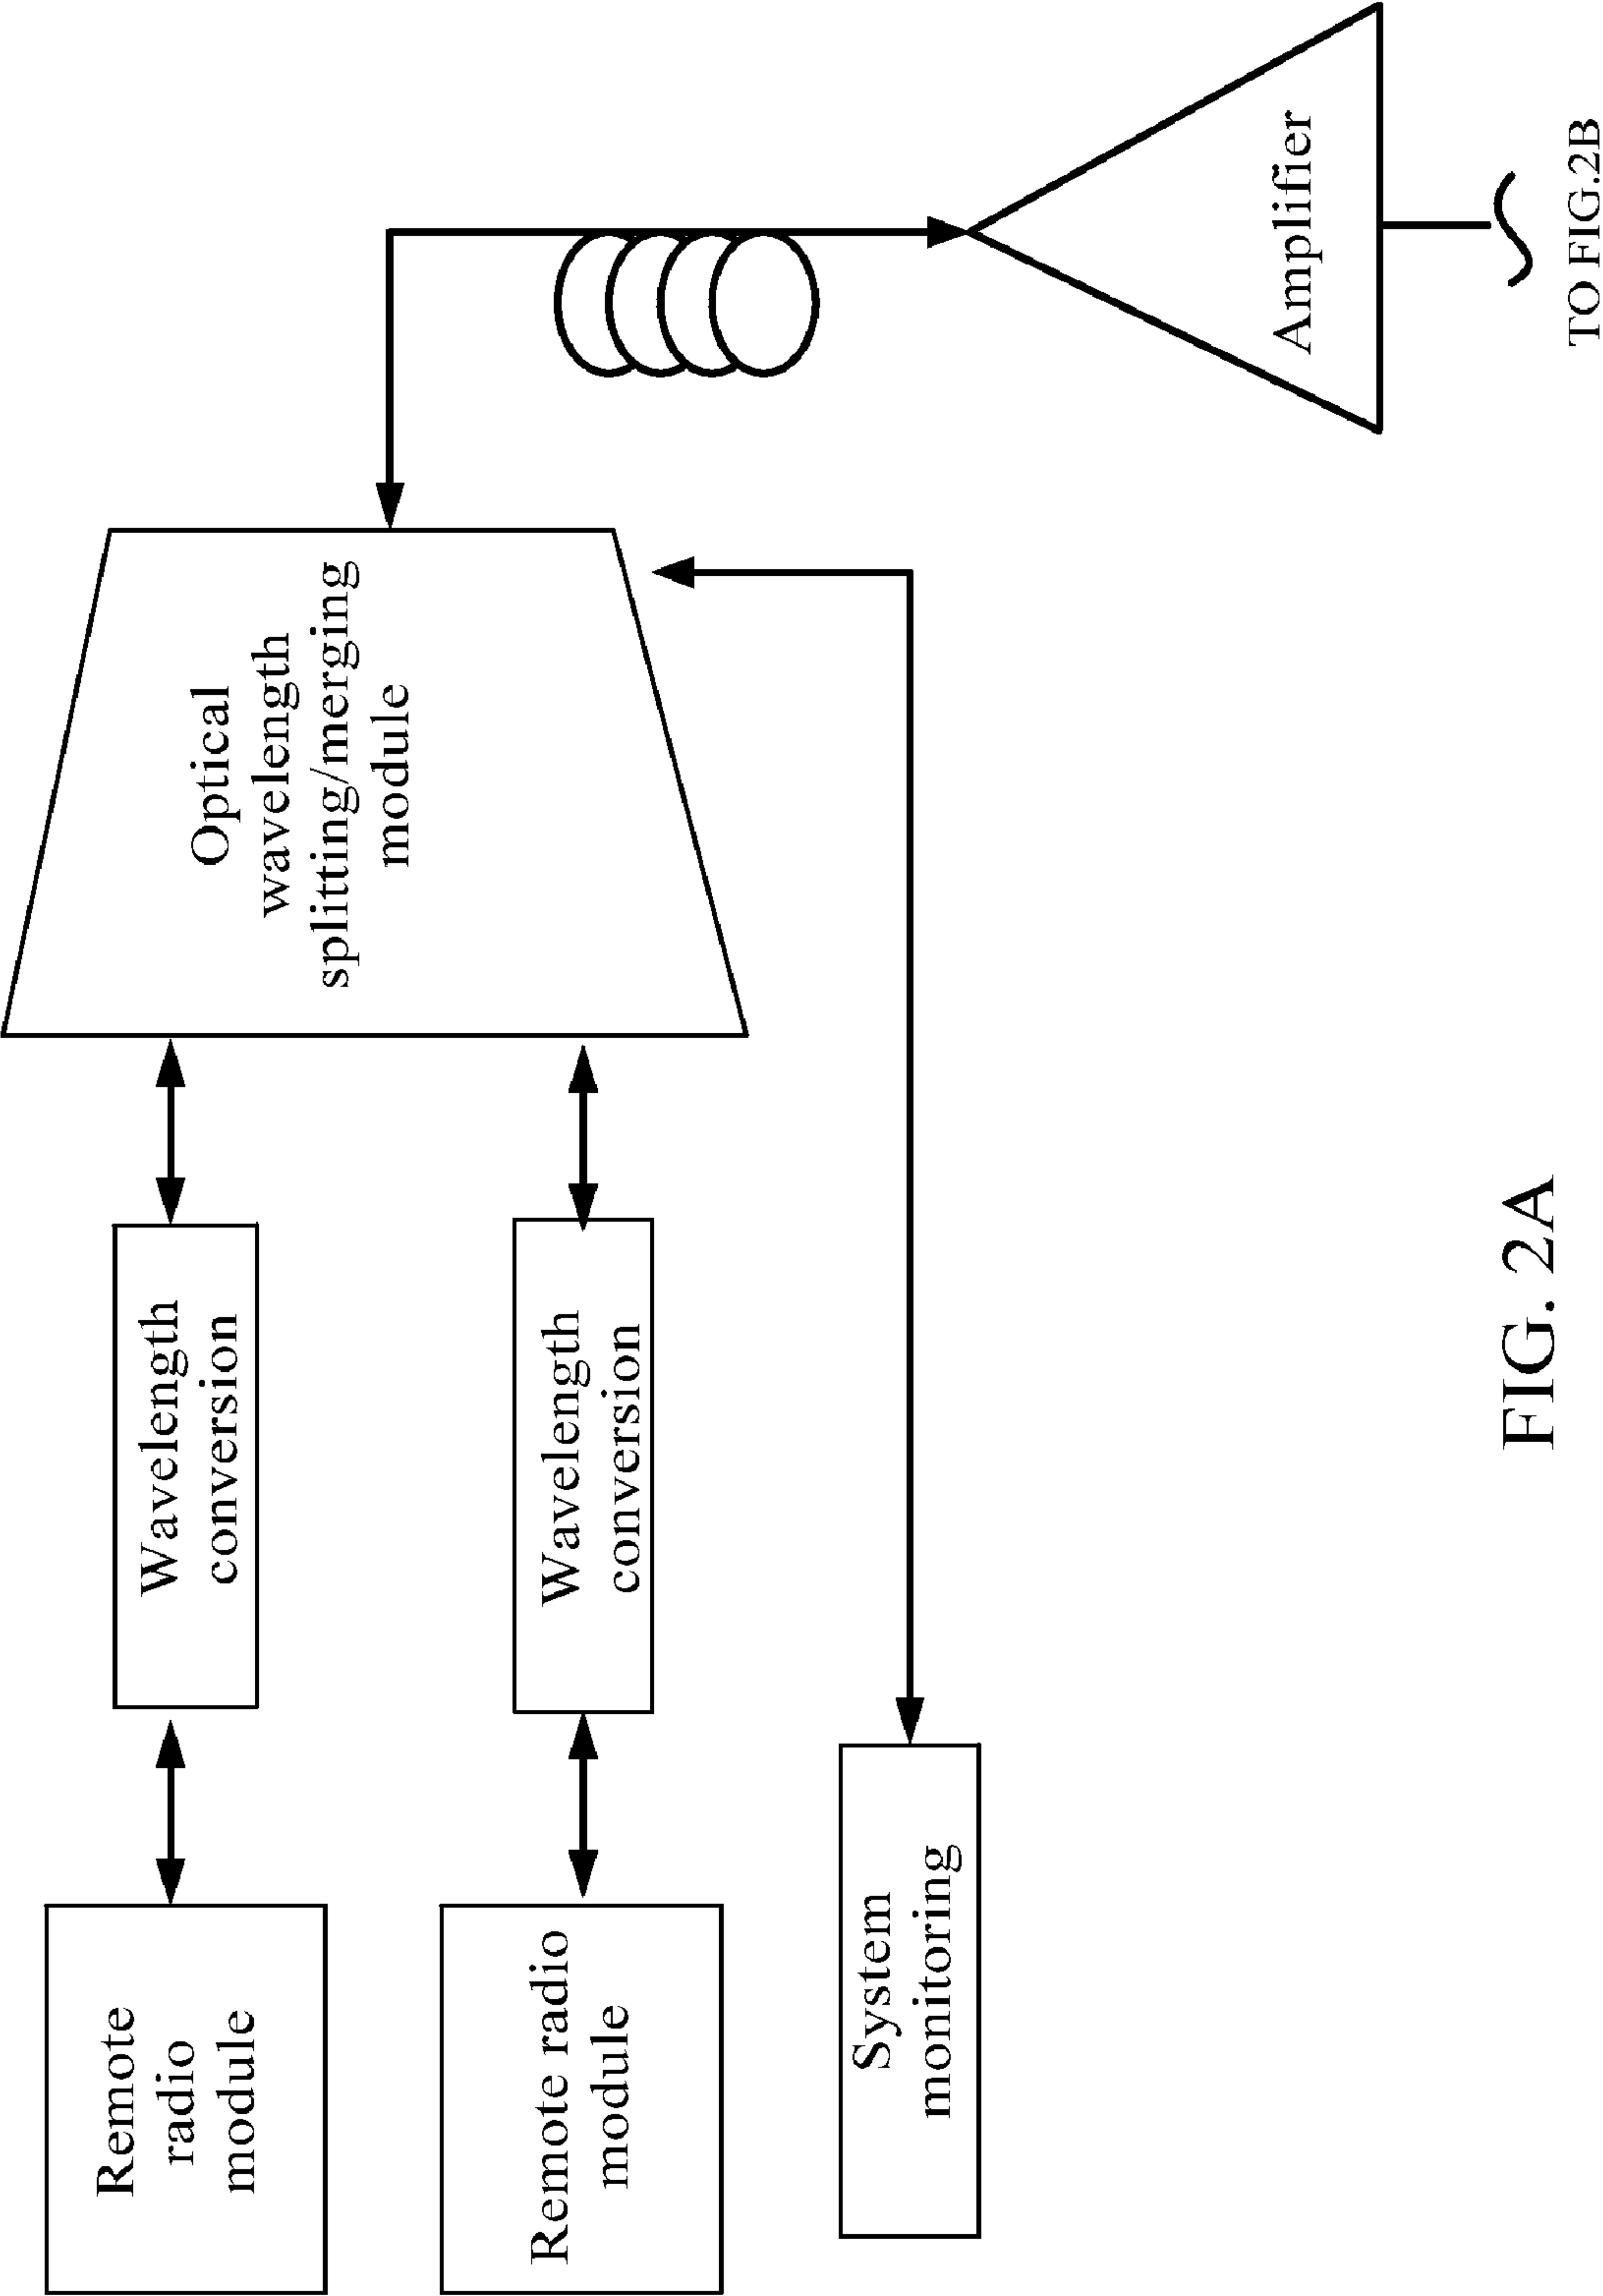 Remote
radio
module
Wavelength
conversion
Optical
wavelength
splitting/merging
module
Remote radio
module
Wavelength
conversion
System
monitoring
Amplifier
TO FIG.2B
FIG. 2A